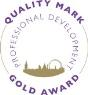 QUALITY MARK
PROFESSIONAL DEVELOPMENT
GOLD AWARD